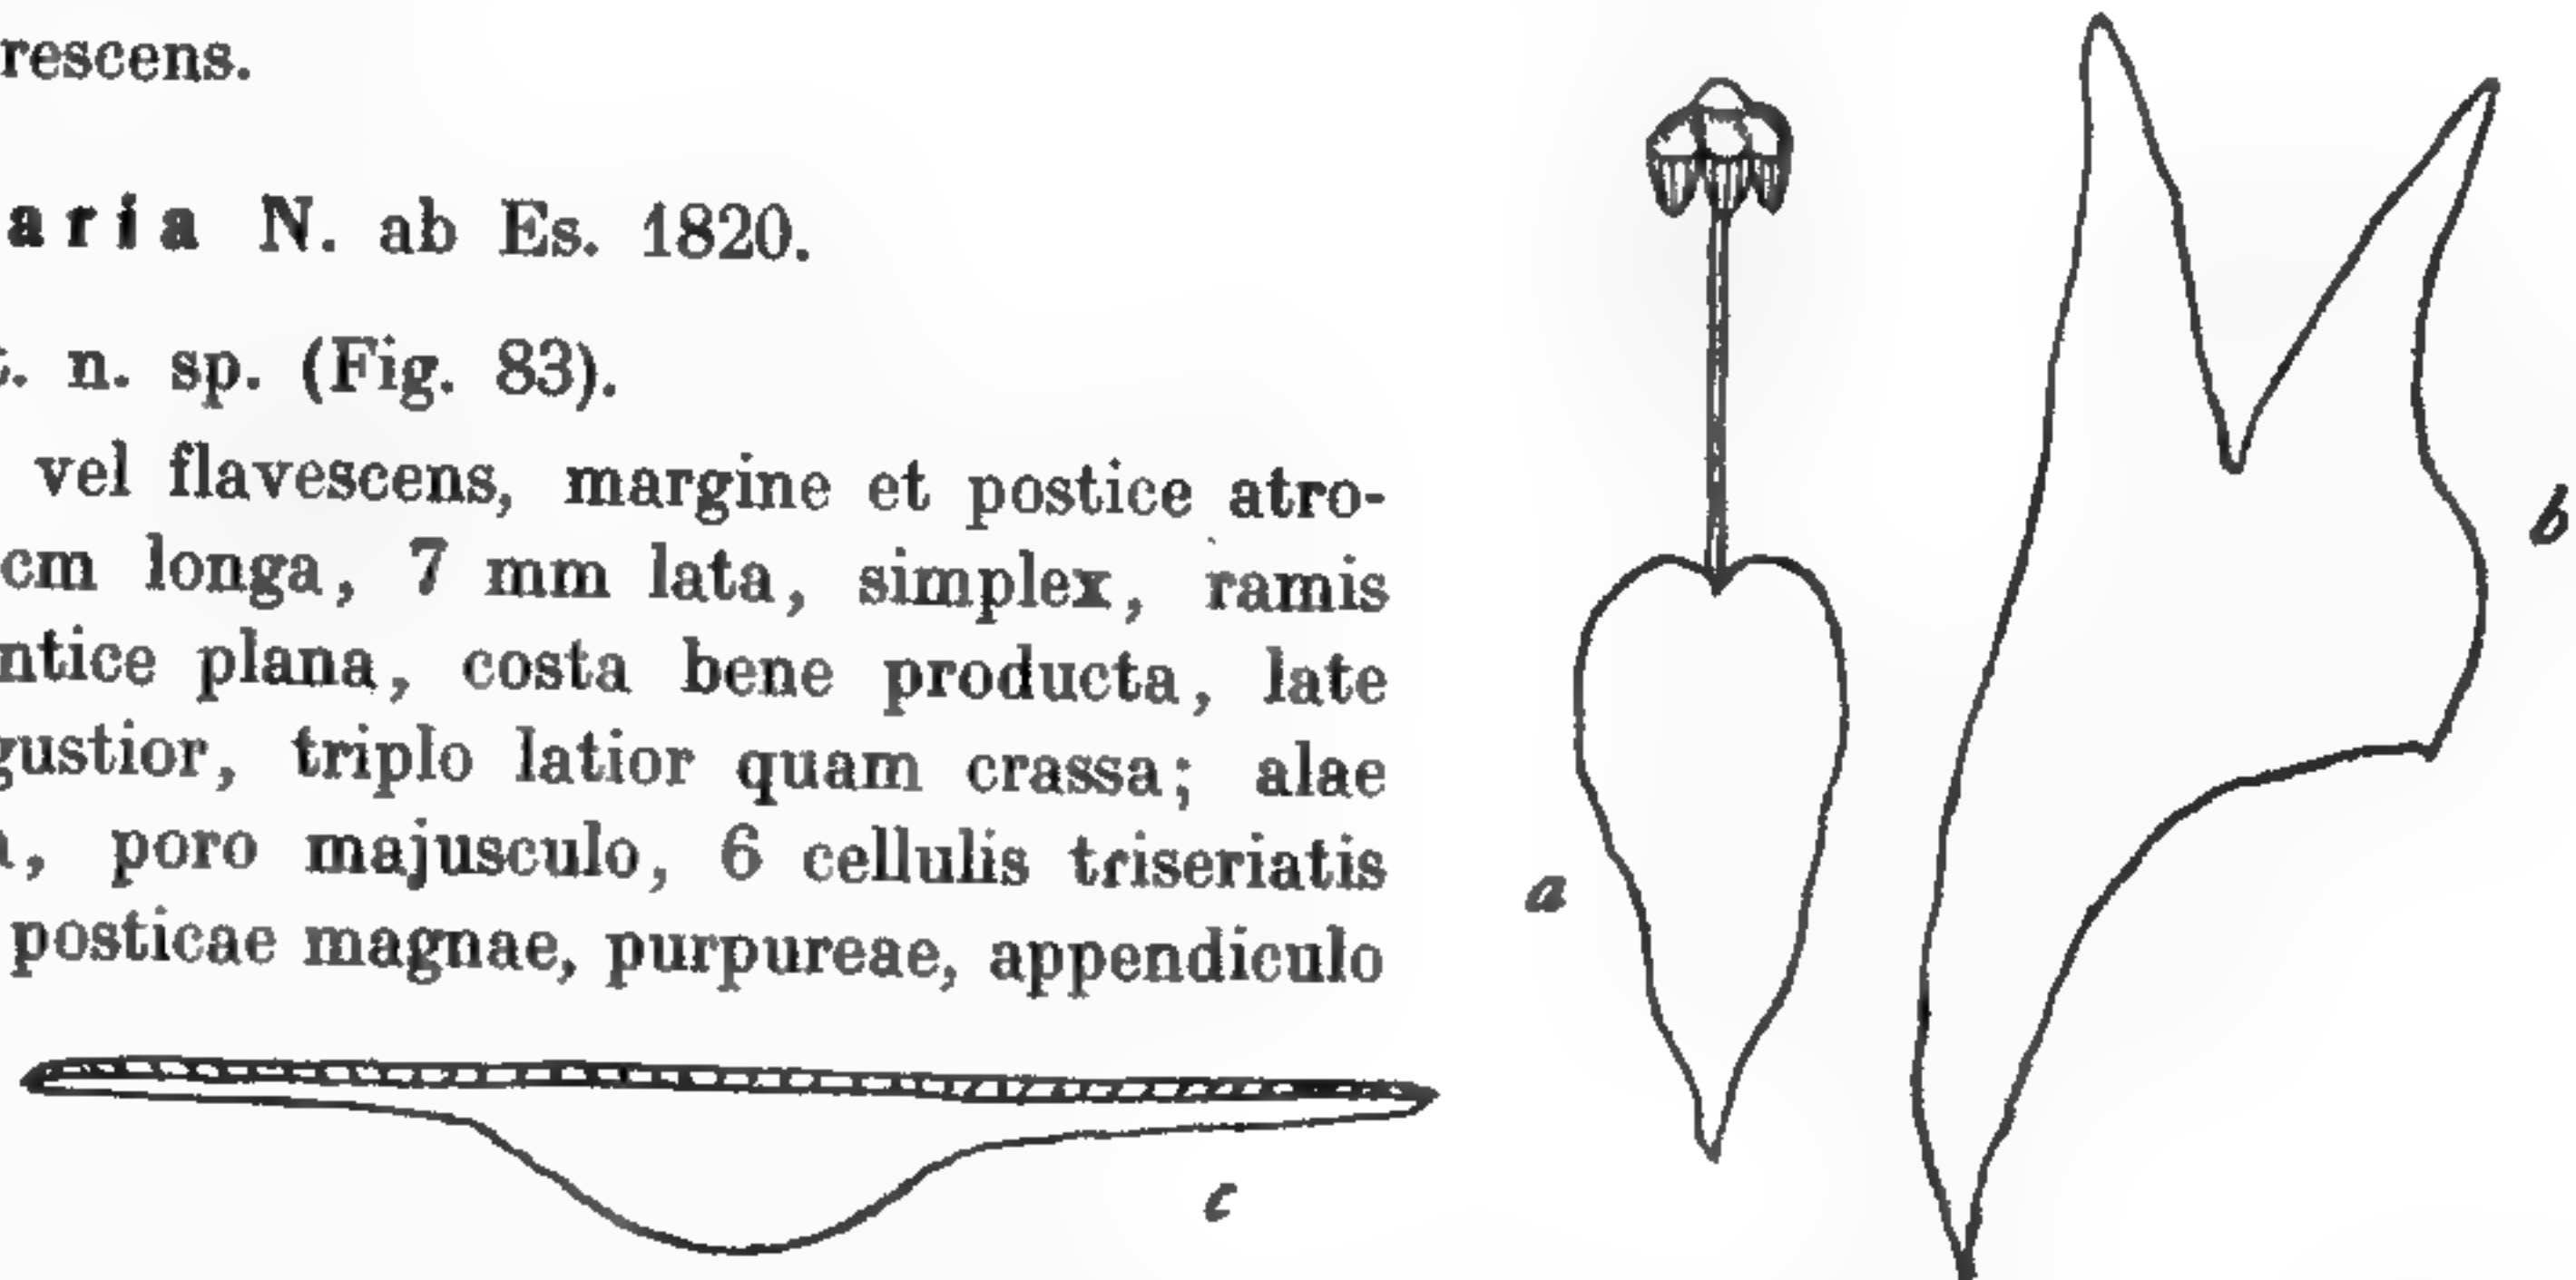 rescens.
aria N. ab Es. 1820.
t. n. sp. (Fig. 83).
vel flavescens, margine et postice atro-
cm longa, 7 mm lata, simplex, ramis
ntice plana, costa bene producta, late
gustior, triplo latior quam crassa; alae
a, poro majusculo, 6 cellulis triseriatis
posticae magnae, purpureae, appendiculo
a
b
c